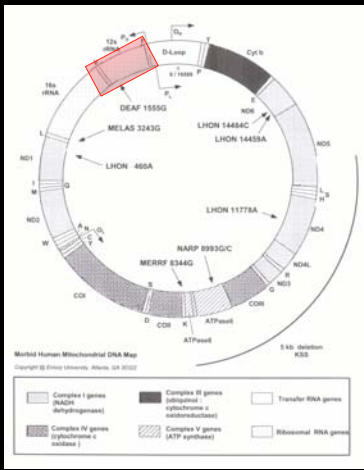 12s
rRNA
PH
D-Loop
OH
T
Cyt b
0 / 16569
P
PL
16s
rRNA
DEAF 1555G
E
ND6
LHON 14484C
LHON 14459A
MELAS 3243G
L
ND5
ND1
LHON 460A
I
M
Q
L
S
H
ND2
LHON 11778A
ND4
A
N
C
Y
OL
W
NARP 8993G/C
MERRF 8344G
ND4L
R
ND3
G
COI
S
COIII
D
COII
K
ATPase6
ATPase8
5 kb deletion
KSS
Morbid Human Mitochondrial DNA Map
Copyright @ Emory University, Atlanta, GA 30322
Complex I genes
(NADH
dehydrogenase)
Complex III genes
(ubiquinol :
cytochrome c
oxidoreductase)
Transfer RNA genes
Complex IV genes
(cytochrome c
oxidase )
Complex V genes
(ATP synthase)
Ribosomal RNA genes